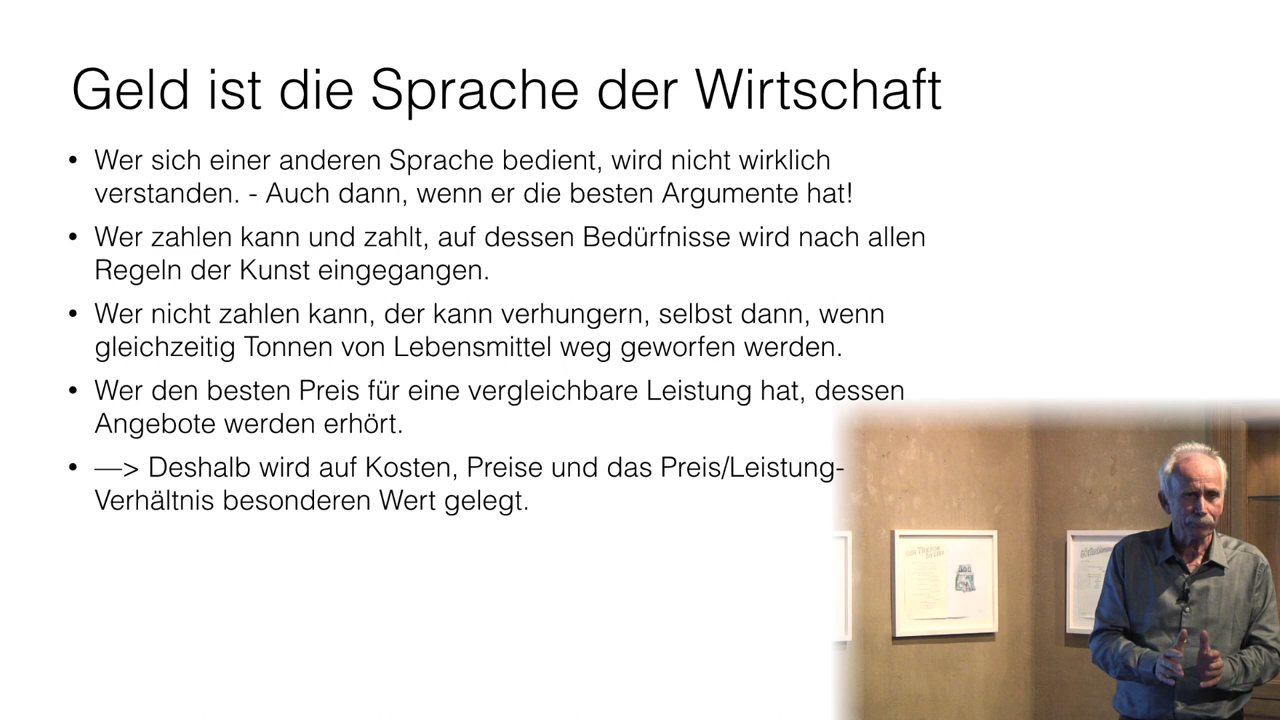 Geld ist die Sprache der Wirtschaft
• Wer sich einer anderen Sprache bedient, wird nicht wirklich
verstanden. - Auch dann, wenn er die besten Argumente hat!
• Wer zahlen kann und zahlt, auf dessen Bedürfnisse wird nach allen
Regeln der Kunst eingegangen.
• Wer nicht zahlen kann, der kann verhungern, selbst dann, wenn
gleichzeitig Tonnen von Lebensmittel weg geworfen werden.
• Wer den besten Preis für eine vergleichbare Leistung hat, dessen
Angebote werden erhört.
• —> Deshalb wird auf Kosten, Preise und das Preis/Leistung-
Verhältnis besonderen Wert gelegt.